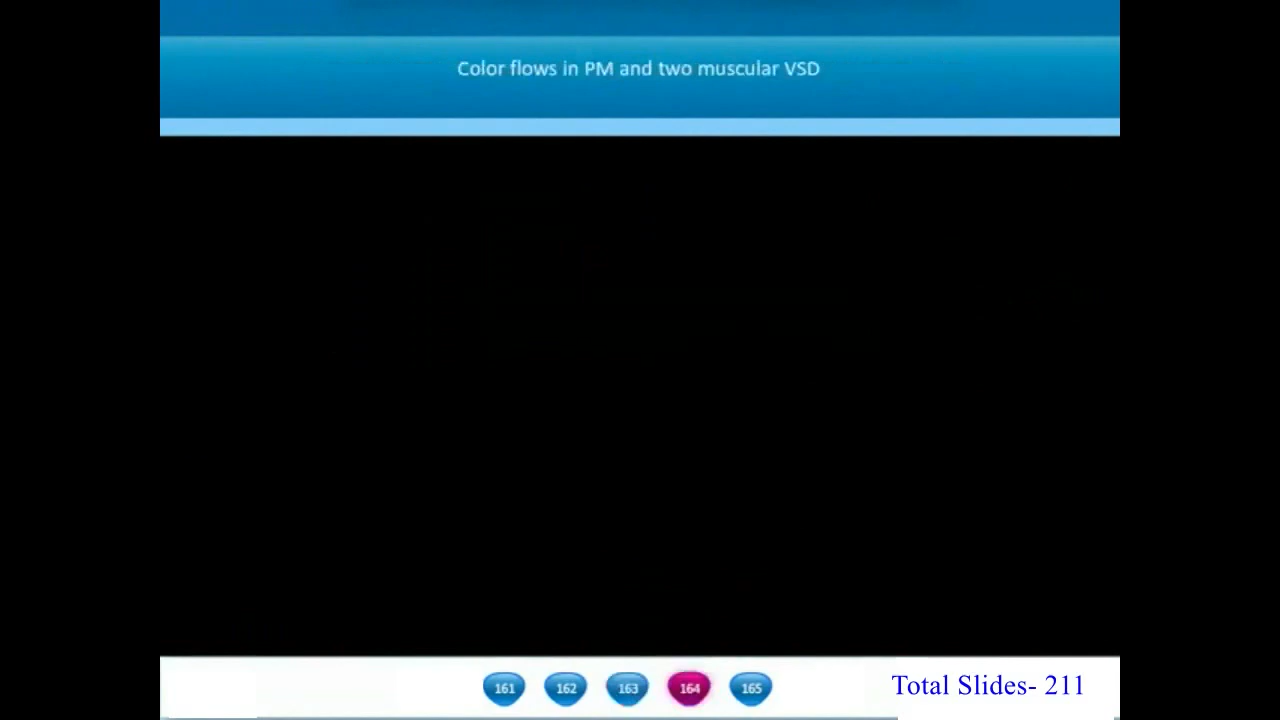 Color flows in PM and two muscular VSD
161 162 163 164 165
Total Slides- 211